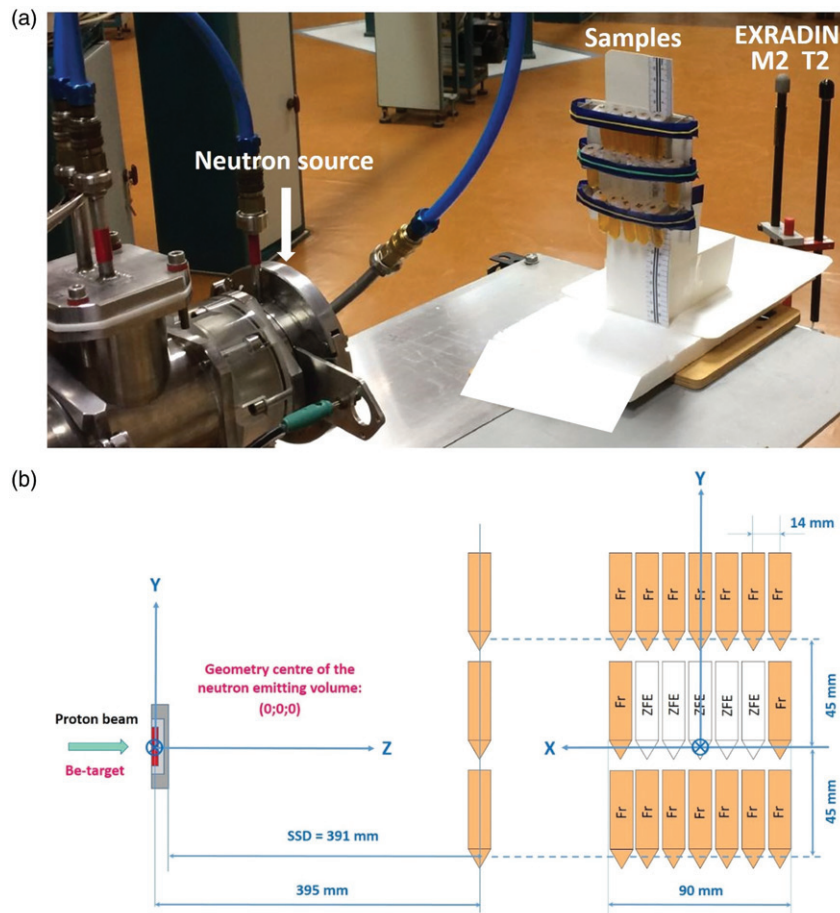 (a)
Samples
EXRADIN
M2 T2
Neutron source
(b)
Y
14 mm
Y
Fr Fr Fr Fr Fr Fr Fr
Geometry centre of the
neutron emitting volume:
(0;0;0)
45 mm
Fr ZFE ZFE ZFE ZFE ZFE Fr
Proton beam
Z
X
Be-target
45 mm
Fr Fr Fr Fr Fr Fr Fr
SSD = 391 mm
395 mm
90 mm